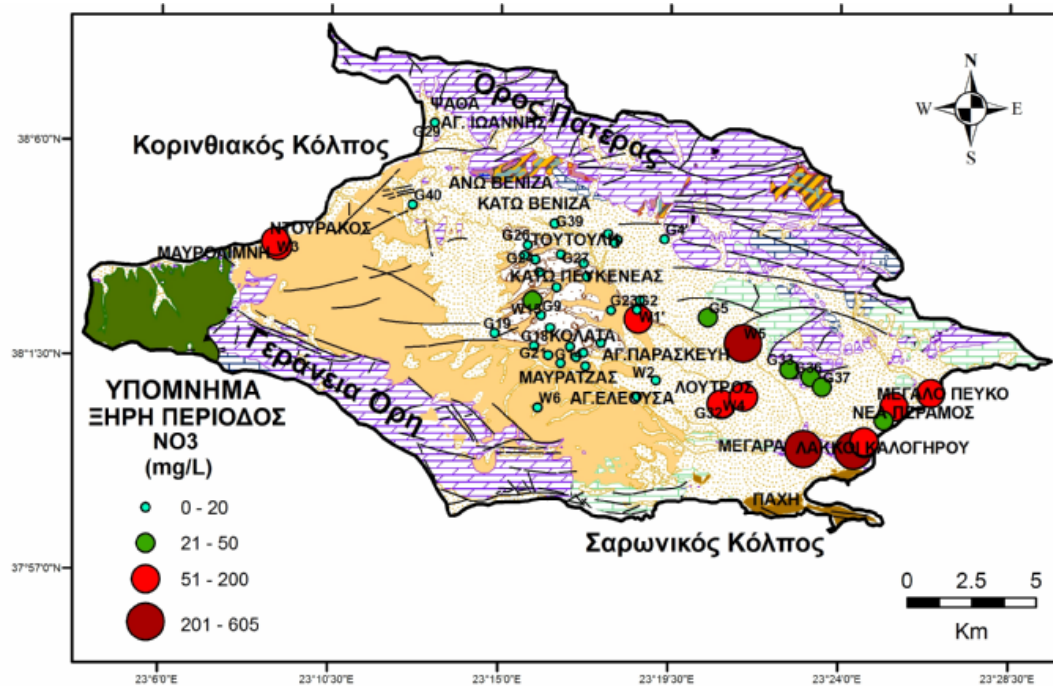 N
W E
S
ΨΑΘΑ
ΑΓ. ΙΩΑΝΝΗΣ
G29
Όρος Πατέρας
38°6'0"N
Κορινθιακός Κόλπος
ΑΝΩ ΒΕΝΙΖΑ
ΚΑΤΩ ΒΕΝΙΖΑ
G40
ΝΤΟΥΡΑΚΟΣ
G39
G4'
G26
ΜΑΥΡΟΛΙΜΝΗ
W3
G27
ΚΑΤΩ ΠΕΥΚΕΝΕΑΣ
G9
G23
G2
W1'
G5
G19
G18
ΚΟΛΑΤΑ
W5
38°1'30"N
G21
ΑΓ.ΠΑΡΑΣΚΕΥΗ
Γεράνεια Όρη
ΜΑΥΡΑΤΖΑΣ
W2
ΛΟΥΤΡΟΣ
G33
G36
G37
ΜΕΓΑΛΟ ΠΕΥΚΟ
W6
ΑΓ.ΕΛΕΟΥΣΑ
G32
W4
ΝΕΑ ΠΕΡΑΜΟΣ
ΜΕΓΑΡΑ
ΛΑΚΚΟΙ ΚΑΛΟΓΗΡΟΥ
ΠΑΧΗ
Σαρωνικός Κόλπος
37°57'0"N
ΥΠΟΜΝΗΜΑ
ΞΗΡΗ ΠΕΡΙΟΔΟΣ
NO3
(mg/L)
0 - 20
21 - 50
51 - 200
201 - 605
0 2.5 5
Km
23°6'0"E 23°10'30"E 23°15'0"E 23°19'30"E 23°24'0"E 23°28'30"E